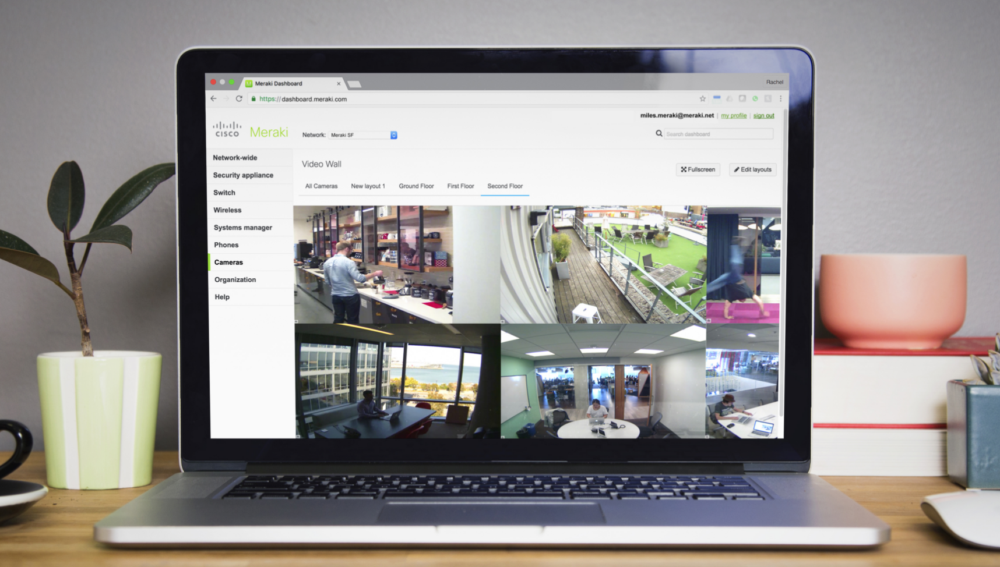 Meraki Dashboard
Rachel
https://dashboard.meraki.com
miles.meraki@meraki.net | my profile | sign out
CISCO Meraki
Network: Meraki SF
Search dashboard
Network-wide
Security appliance
Switch
Wireless
Systems manager
Phones
Cameras
Organization
Help
Video Wall
Fullscreen
Edit layouts
All Cameras New layout 1 Ground Floor First Floor Second Floor